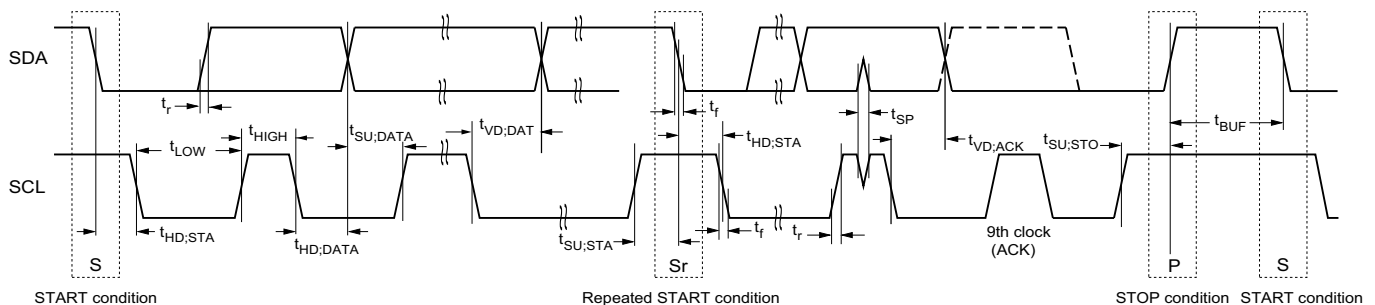 SDA
t_r
t_f
t_SP
t_BUF
t_HIGH
t_SU;DATA
t_VD;DAT
t_HD;STA
t_VD;ACK
t_SU;STO
t_LOW
SCL
t_HD;STA
t_HD;DATA
t_SU;STA
t_f
t_r
9th clock
(ACK)
S
Sr
P
S
START condition
Repeated START condition
STOP condition
START condition